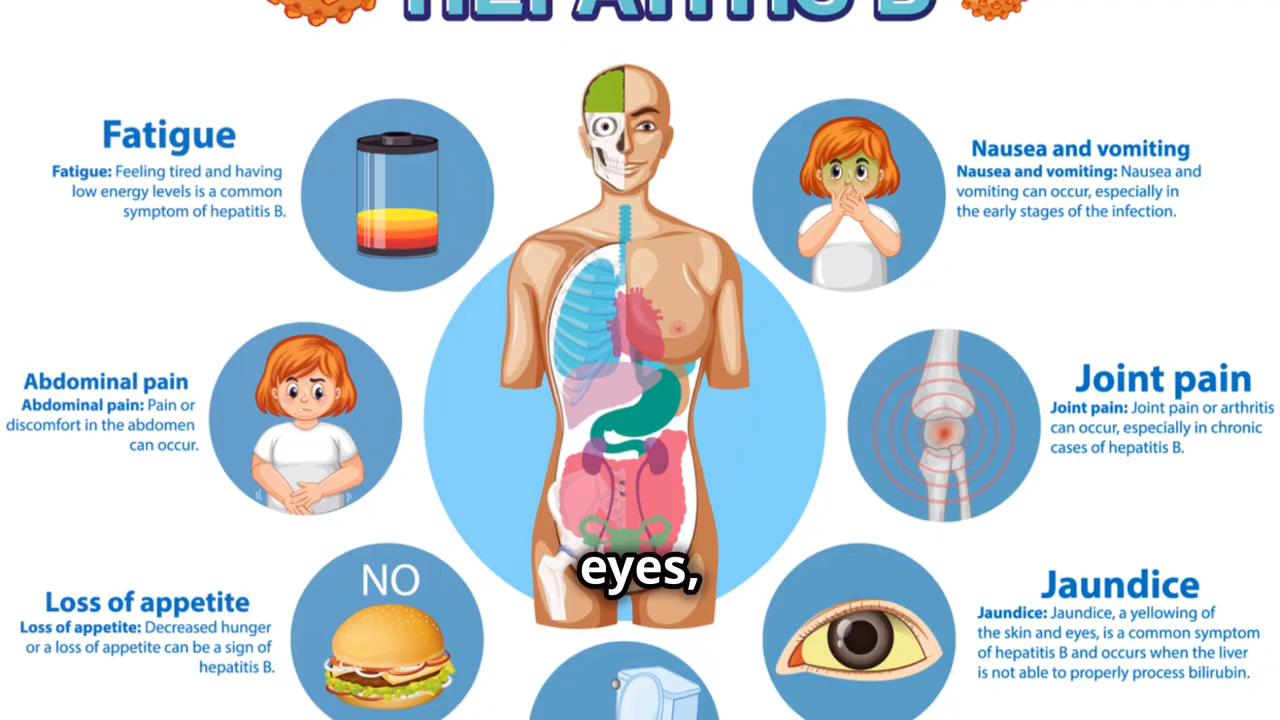 HEPATITIS B
Fatigue
Fatigue: Feeling tired and having
low energy levels is a common
symptom of hepatitis B.
Nausea and vomiting
Nausea and vomiting: Nausea and
vomiting can occur, especially in
the early stages of the infection.
Abdominal pain
Abdominal pain: Pain or
discomfort in the abdomen
can occur.
Joint pain
Joint pain: Joint pain or arthritis
can occur, especially in chronic
cases of hepatitis B.
eyes,
Loss of appetite
Loss of appetite: Decreased hunger
or a loss of appetite can be a sign of
hepatitis B.
NO
Jaundice
Jaundice: Jaundice, a yellowing of
the skin and eyes, is a common symptom
of hepatitis B and occurs when the liver
is not able to properly process bilirubin.